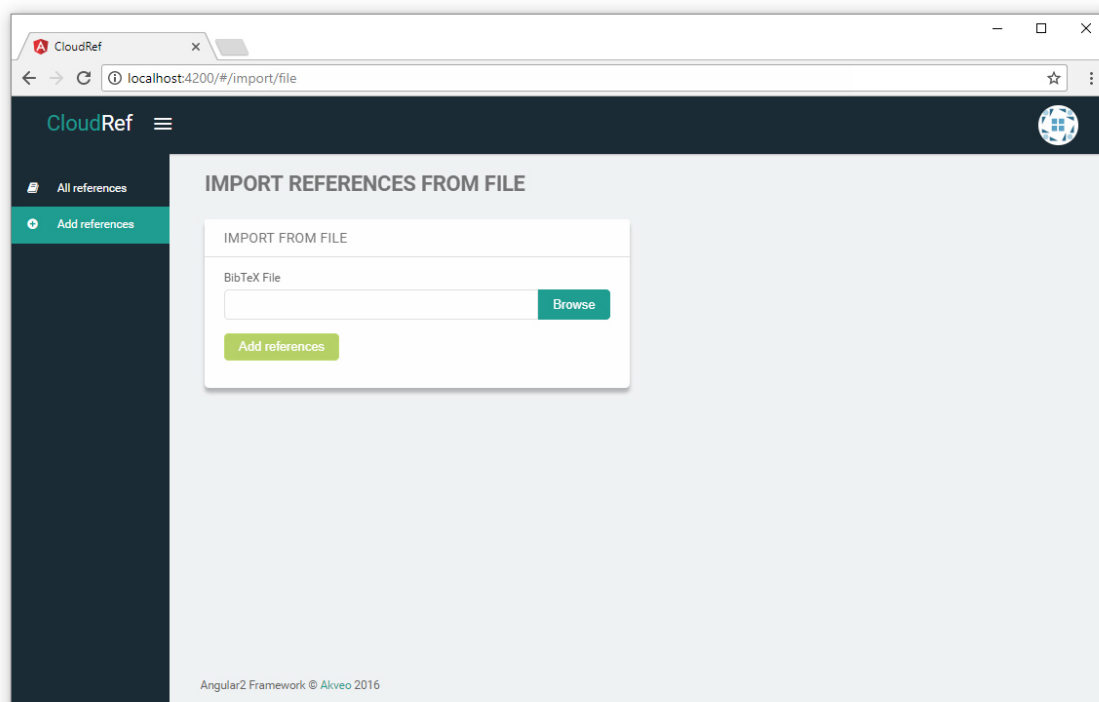 CloudRef
localhost:4200/#/import/file
CloudRef
All references
Add references
IMPORT REFERENCES FROM FILE
IMPORT FROM FILE
BibTeX File
Browse
Add references
Angular2 Framework © Akveo 2016